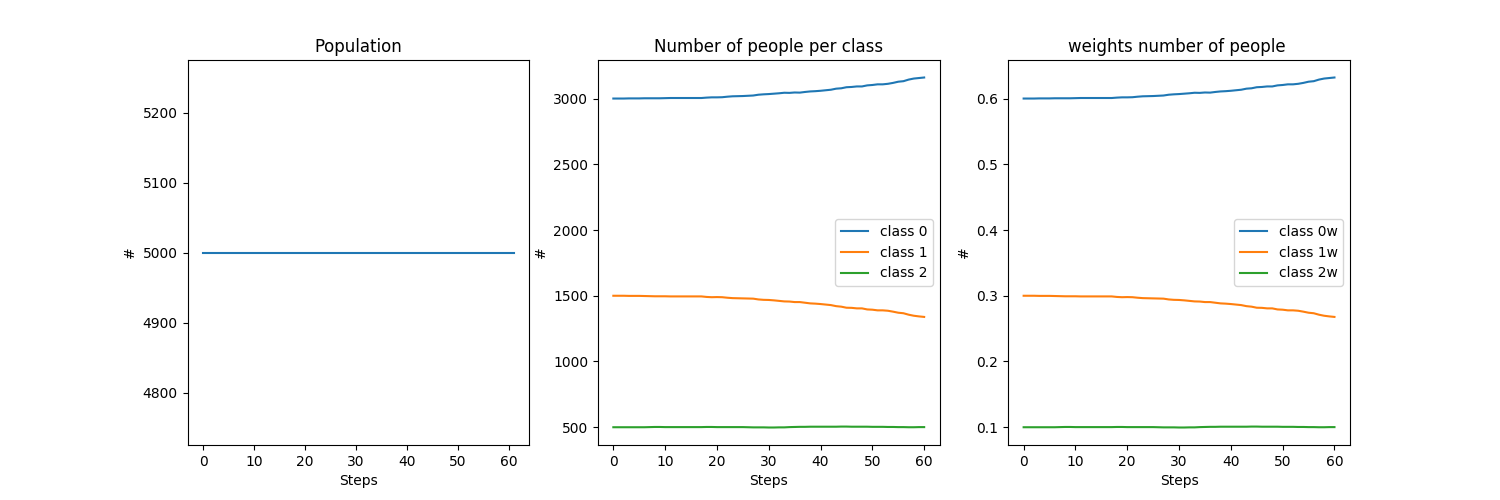 Population
#
5200
5100
5000
4900
4800
0 10 20 30 40 50 60
Steps
Number of people per class
#
3000
2500
2000
1500
1000
500
class 0
class 1
class 2
0 10 20 30 40 50 60
Steps
weights number of people
#
0.6
0.5
0.4
0.3
0.2
0.1
class 0w
class 1w
class 2w
0 10 20 30 40 50 60
Steps